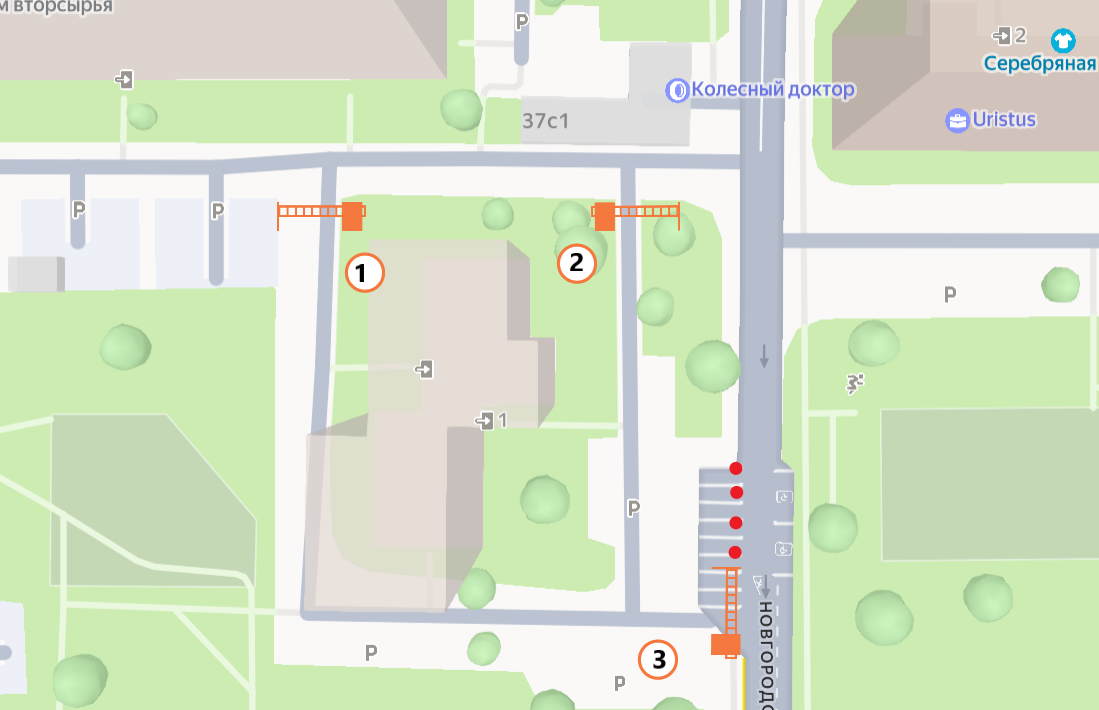 м вторсырья
P
2
Серебряная
Колесный доктор
37с1
Uristus
P
P
1
2
P
1
P
НОВГОРОДС
P
3
P